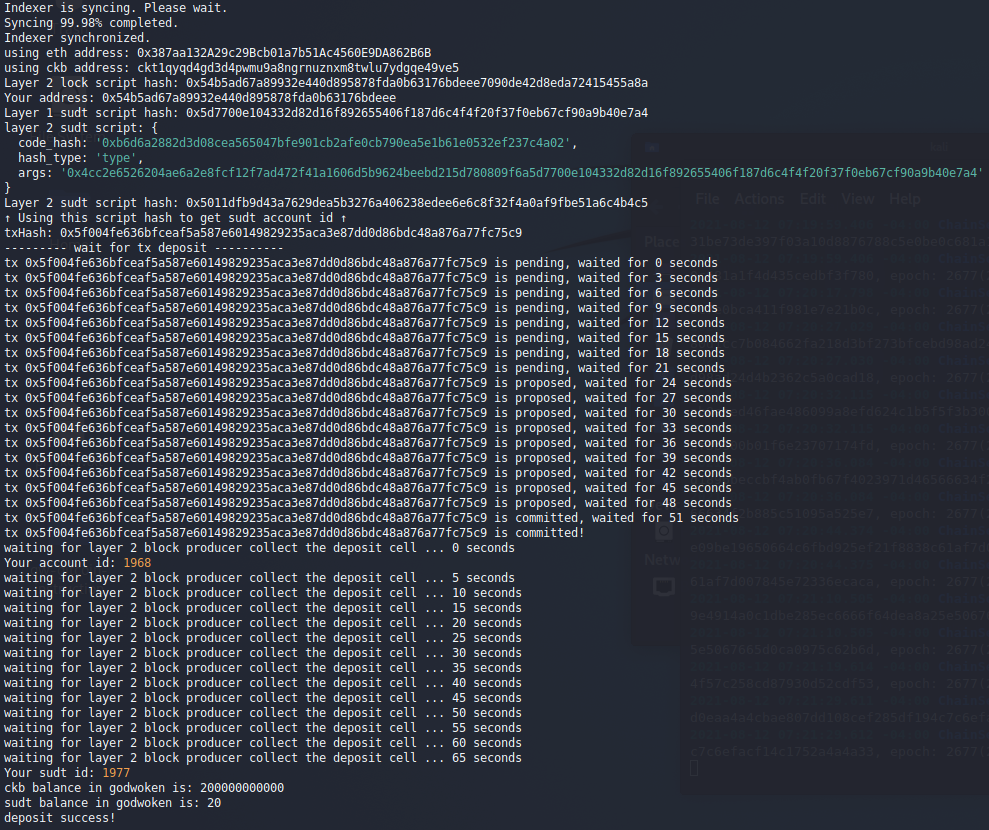 Indexer is syncing. Please wait.
Syncing 99.98% completed.
Indexer synchronized.
using eth address: 0x387aa132A29c29Bcb01a7b51Ac4560E9DA862B6B
using ckb address: ckt1qyqd4gd3d4pwmu9a8ngrnuznxm8twlu7ydgqe49ve5
Layer 2 lock script hash: 0x54b5ad67a89932e440d895878fda0b63176bdeee7090de42d8eda72415455a8a
Your address: 0x54b5ad67a89932e440d895878fda0b63176bdeee
Layer 1 sudt script hash: 0x5d7700e104332d82d16f892655406f187d6c4f4f20f37f0eb67cf90a9b40e7a4
layer 2 sudt script: {
  code_hash: '0xb6d6a2882d3d08cea565047bfe901cb2afe0cb790ea5e1b61e0532ef237c4a02',
  hash_type: 'type',
  args: '0x4cc2e6526204ae6a2e8fcf12f7ad472f41a1606d5b9624beebd215d780809f6a5d7700e104332d82d16f892655406f187d6c4f4f20f37f0eb67cf90a9b40e7a4'
}
Layer 2 sudt script hash: 0x5011dfb9d43a7629dea5b3276a406238edee6e6c8f32f4a0af9fbe51a6c4b4c5
↑ Using this script hash to get sudt account id ↑
txHash: 0x5f004fe636bfceaf5a587e60149829235aca3e87dd0d86bdc48a876a77fc75c9
--------- wait for tx deposit ----------
tx 0x5f004fe636bfceaf5a587e60149829235aca3e87dd0d86bdc48a876a77fc75c9 is pending, waited for 0 seconds
tx 0x5f004fe636bfceaf5a587e60149829235aca3e87dd0d86bdc48a876a77fc75c9 is pending, waited for 3 seconds
tx 0x5f004fe636bfceaf5a587e60149829235aca3e87dd0d86bdc48a876a77fc75c9 is pending, waited for 6 seconds
tx 0x5f004fe636bfceaf5a587e60149829235aca3e87dd0d86bdc48a876a77fc75c9 is pending, waited for 9 seconds
tx 0x5f004fe636bfceaf5a587e60149829235aca3e87dd0d86bdc48a876a77fc75c9 is pending, waited for 12 seconds
tx 0x5f004fe636bfceaf5a587e60149829235aca3e87dd0d86bdc48a876a77fc75c9 is pending, waited for 15 seconds
tx 0x5f004fe636bfceaf5a587e60149829235aca3e87dd0d86bdc48a876a77fc75c9 is pending, waited for 18 seconds
tx 0x5f004fe636bfceaf5a587e60149829235aca3e87dd0d86bdc48a876a77fc75c9 is pending, waited for 21 seconds
tx 0x5f004fe636bfceaf5a587e60149829235aca3e87dd0d86bdc48a876a77fc75c9 is proposed, waited for 24 seconds
tx 0x5f004fe636bfceaf5a587e60149829235aca3e87dd0d86bdc48a876a77fc75c9 is proposed, waited for 27 seconds
tx 0x5f004fe636bfceaf5a587e60149829235aca3e87dd0d86bdc48a876a77fc75c9 is proposed, waited for 30 seconds
tx 0x5f004fe636bfceaf5a587e60149829235aca3e87dd0d86bdc48a876a77fc75c9 is proposed, waited for 33 seconds
tx 0x5f004fe636bfceaf5a587e60149829235aca3e87dd0d86bdc48a876a77fc75c9 is proposed, waited for 36 seconds
tx 0x5f004fe636bfceaf5a587e60149829235aca3e87dd0d86bdc48a876a77fc75c9 is proposed, waited for 39 seconds
tx 0x5f004fe636bfceaf5a587e60149829235aca3e87dd0d86bdc48a876a77fc75c9 is proposed, waited for 42 seconds
tx 0x5f004fe636bfceaf5a587e60149829235aca3e87dd0d86bdc48a876a77fc75c9 is proposed, waited for 45 seconds
tx 0x5f004fe636bfceaf5a587e60149829235aca3e87dd0d86bdc48a876a77fc75c9 is proposed, waited for 48 seconds
tx 0x5f004fe636bfceaf5a587e60149829235aca3e87dd0d86bdc48a876a77fc75c9 is committed, waited for 51 seconds
tx 0x5f004fe636bfceaf5a587e60149829235aca3e87dd0d86bdc48a876a77fc75c9 is committed!
waiting for layer 2 block producer collect the deposit cell ... 0 seconds
Your account id: 1968
waiting for layer 2 block producer collect the deposit cell ... 5 seconds
waiting for layer 2 block producer collect the deposit cell ... 10 seconds
waiting for layer 2 block producer collect the deposit cell ... 15 seconds
waiting for layer 2 block producer collect the deposit cell ... 20 seconds
waiting for layer 2 block producer collect the deposit cell ... 25 seconds
waiting for layer 2 block producer collect the deposit cell ... 30 seconds
waiting for layer 2 block producer collect the deposit cell ... 35 seconds
waiting for layer 2 block producer collect the deposit cell ... 40 seconds
waiting for layer 2 block producer collect the deposit cell ... 45 seconds
waiting for layer 2 block producer collect the deposit cell ... 50 seconds
waiting for layer 2 block producer collect the deposit cell ... 55 seconds
waiting for layer 2 block producer collect the deposit cell ... 60 seconds
waiting for layer 2 block producer collect the deposit cell ... 65 seconds
Your sudt id: 1977
ckb balance in godwoken is: 200000000000
sudt balance in godwoken is: 20
deposit success!
File Actions Edit View Help